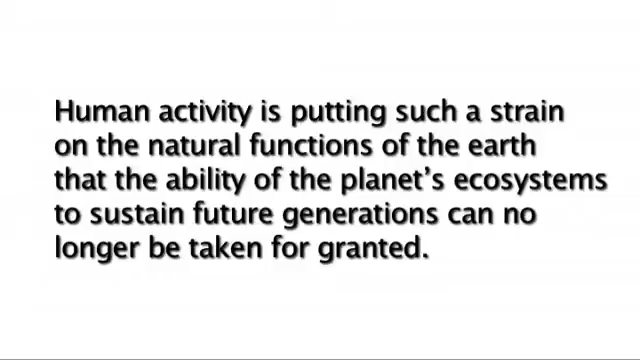 Human activity is putting such a strain
on the natural functions of the earth
that the ability of the planet's ecosystems
to sustain future generations can no
longer be taken for granted.